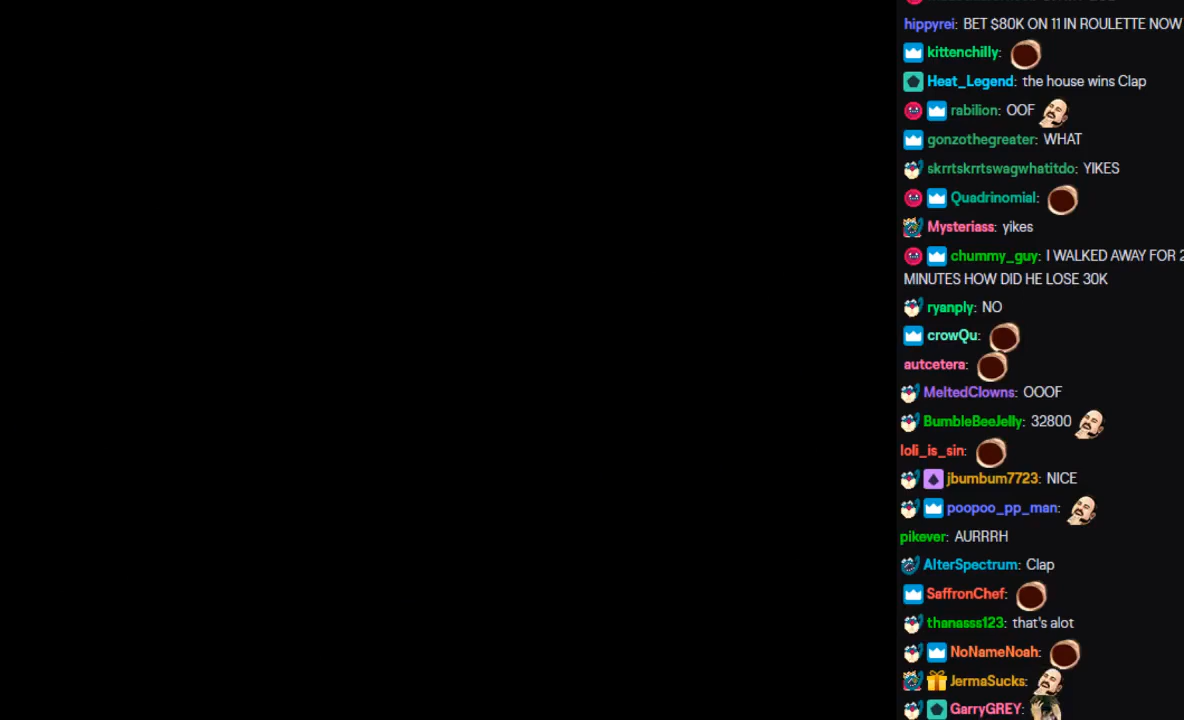 hippyrei: BET $80K ON 11 IN ROULETTE NOW
kittenchilly:
Heat_Legend: the house wins Clap
rabilion: OOF
gonzothegreater: WHAT
skrrtskrrtswagwhatitdo: YIKES
Quadrinomial:
Mysteriass: yikes
chummy_guy: I WALKED AWAY FOR 2
MINUTES HOW DID HE LOSE 30K
ryanply: NO
crowQu:
autcetera:
MeltedClowns: OOOF
BumbleBeeJelly: 32800
loli_is_sin:
jbumbum7723: NICE
poopoo_pp_man:
pikever: AURRRH
AlterSpectrum: Clap
SaffronChef:
thanasss123: that's alot
NoNameNoah:
JermaSucks:
GarryGREY: